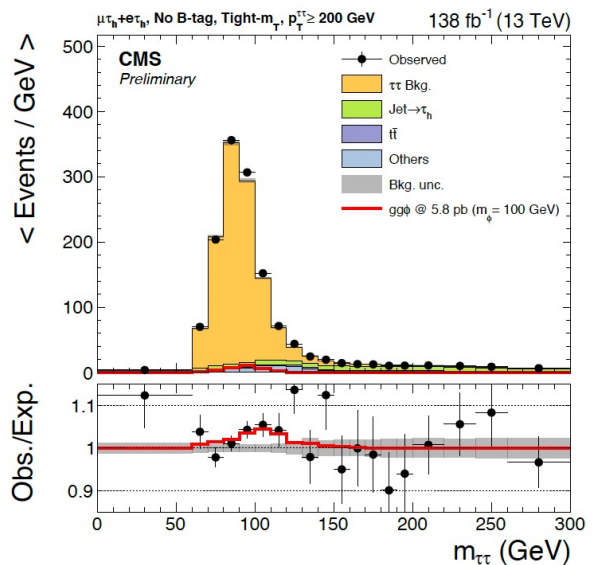 μτh+eτh, No B-tag, Tight-mT, pTττ ≥ 200 GeV
138 fb-1 (13 TeV)
CMS
Preliminary
Observed
ττ Bkg.
Jet→τh
tt̄
Others
Bkg. unc.
ggϕ @ 5.8 pb (mϕ = 100 GeV)
< Events / GeV >
500
400
300
200
100
0
Obs./Exp.
1.1
1
0.9
0 50 100 150 200 250 300
mττ (GeV)